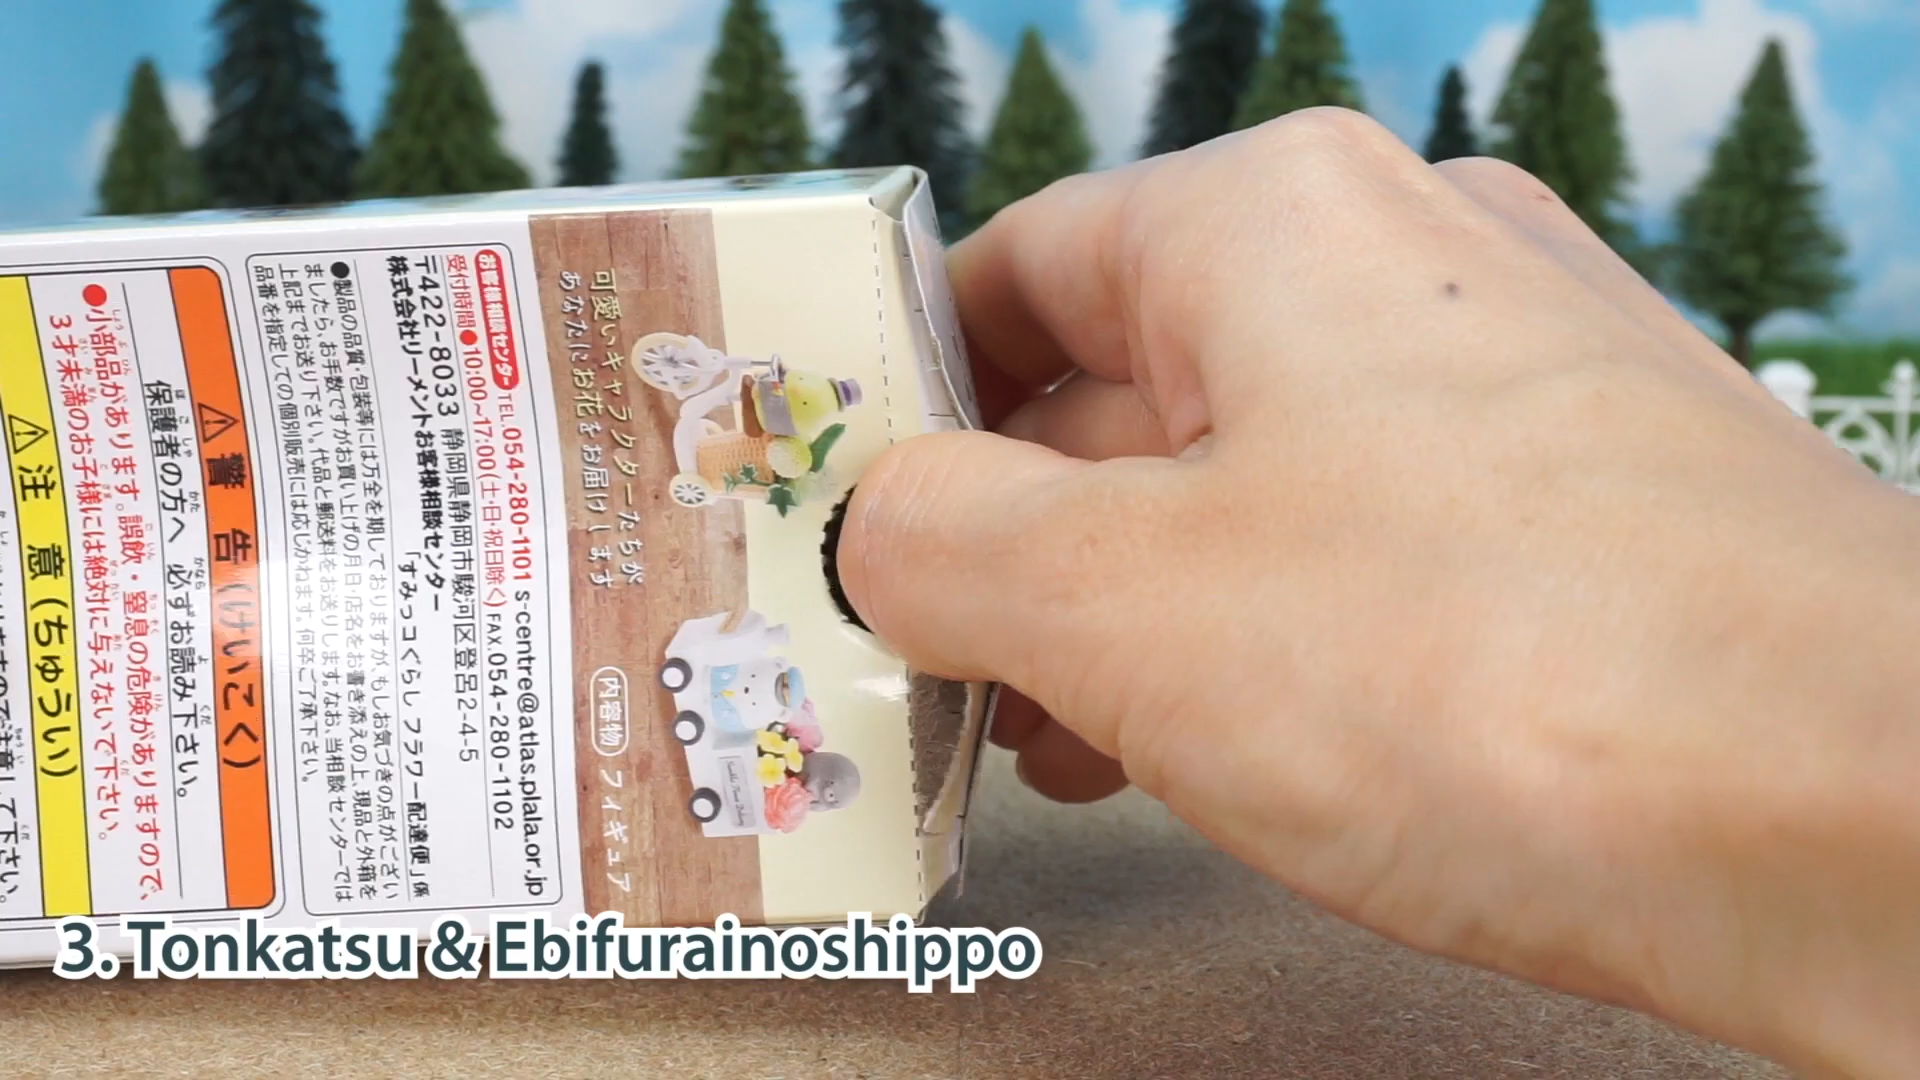 可愛いキャラクターたちが
あなたにお花をお届けします
内容物 フィギュア
お客様相談センター TEL.054-280-1101 s-centre@atlas.plala.or.jp
受付時間●10:00~17:00(土・日・祝日除く) FAX.054-280-1102
〒422-8033 静岡県静岡市駿河区登呂2-4-5
株式会社リーメントお客様相談センター
「すみっコぐらし フラワー配達便」係
●製品の品質・包装等には万全を期しておりますが、もしお気づきの点がござい
ましたら、お手数ですがお買い上げの月日・店名をお書き添えの上、現品と外箱を
上記までお送り下さい。代品と郵送料をお送りします。なお、当相談センターでは
品番を指定しての個別販売には応じかねます。何卒ご了承下さい。
⚠警告(けいこく)
保護者の方へ 必ずお読み下さい。
●小部品があります。誤飲・窒息の危険がありますので、
3才未満のお子様には絶対に与えないで下さい。
⚠注意(ちゅうい)
3. Tonkatsu & Ebifurainoshippo